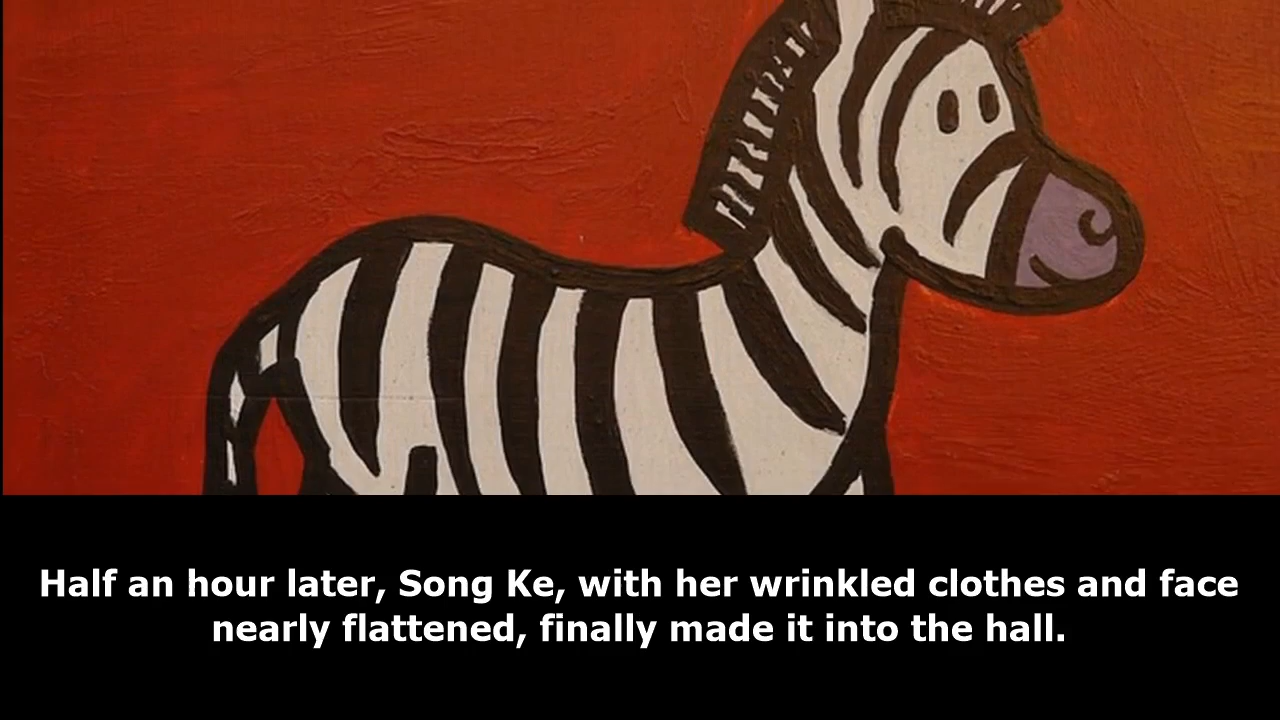 Half an hour later, Song Ke, with her wrinkled clothes and face
nearly flattened, finally made it into the hall.